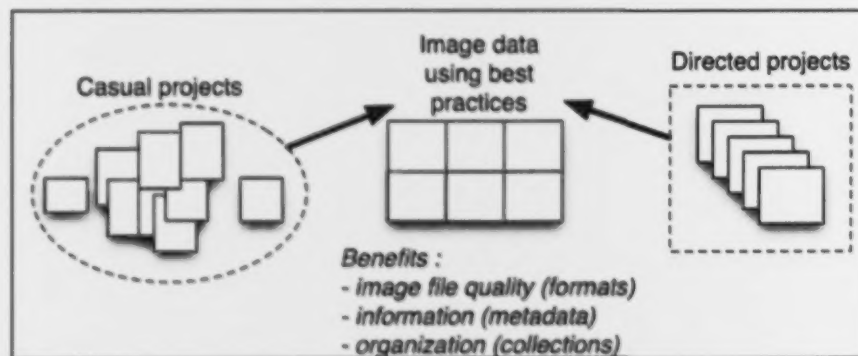 Casual projects
Image data
using best
practices
Directed projects
Benefits :
- image file quality (formats)
- information (metadata)
- organization (collections)